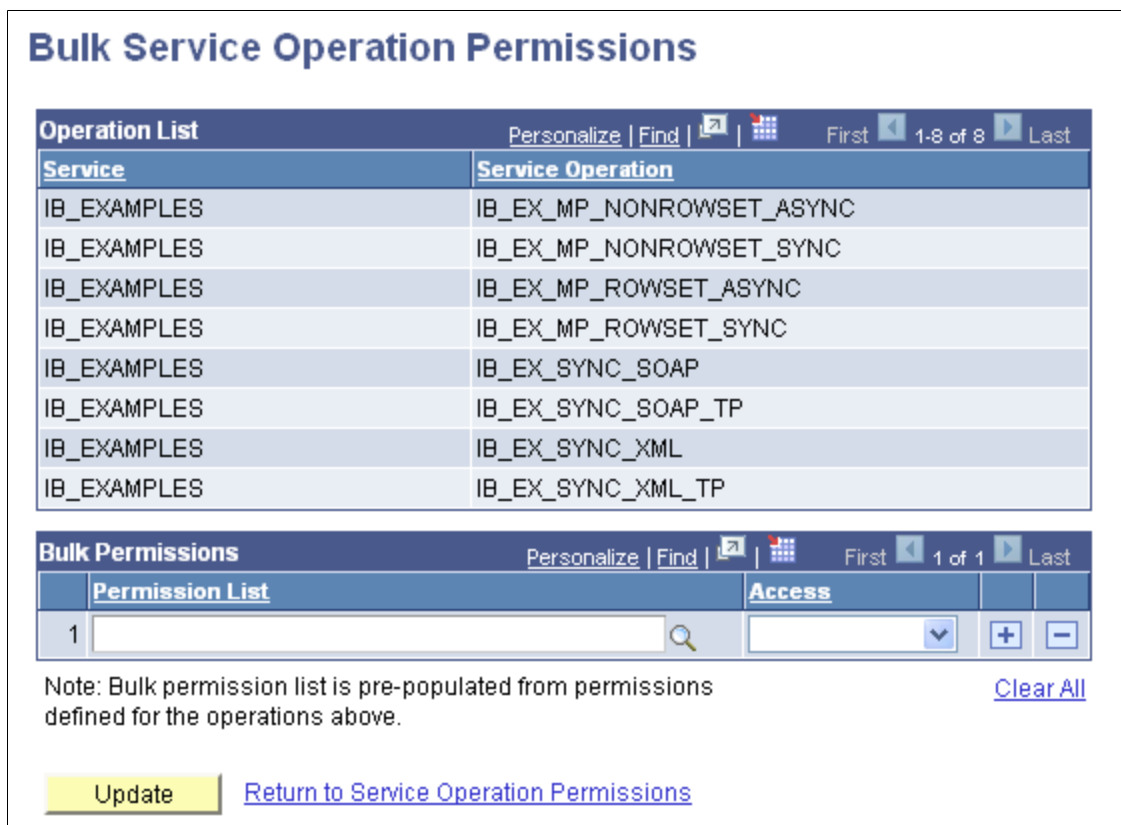 Bulk Service Operation Permissions
Operation List Personalize | Find | | First 1-8 of 8 Last
Service Service Operation
IB_EXAMPLES IB_EX_MP_NONROWSET_ASYNC
IB_EXAMPLES IB_EX_MP_NONROWSET_SYNC
IB_EXAMPLES IB_EX_MP_ROWSET_ASYNC
IB_EXAMPLES IB_EX_MP_ROWSET_SYNC
IB_EXAMPLES IB_EX_SYNC_SOAP
IB_EXAMPLES IB_EX_SYNC_SOAP_TP
IB_EXAMPLES IB_EX_SYNC_XML
IB_EXAMPLES IB_EX_SYNC_XML_TP
Bulk Permissions Personalize | Find | | First 1 of 1 Last
Permission List Access
1
Note: Bulk permission list is pre-populated from permissions
defined for the operations above.
Clear All
Update Return to Service Operation Permissions